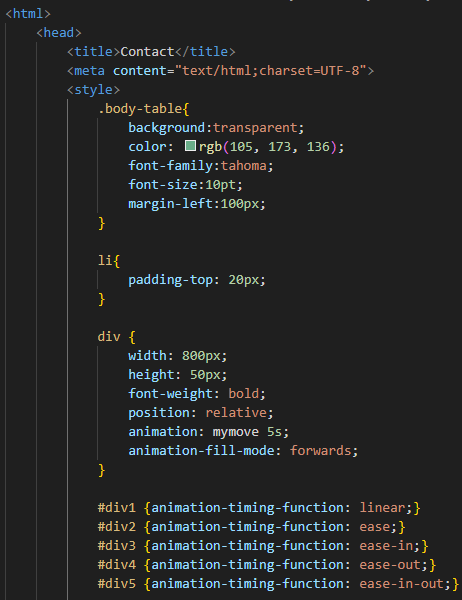 <html>
<head>
<title>Contact</title>
<meta content="text/html;charset=UTF-8">
<style>
.body-table{
background:transparent;
color: rgb(105, 173, 136);
font-family:tahoma;
font-size:10pt;
margin-left:100px;
}
li{
padding-top: 20px;
}
div {
width: 800px;
height: 50px;
font-weight: bold;
position: relative;
animation: mymove 5s;
animation-fill-mode: forwards;
}
#div1 {animation-timing-function: linear;}
#div2 {animation-timing-function: ease;}
#div3 {animation-timing-function: ease-in;}
#div4 {animation-timing-function: ease-out;}
#div5 {animation-timing-function: ease-in-out;}